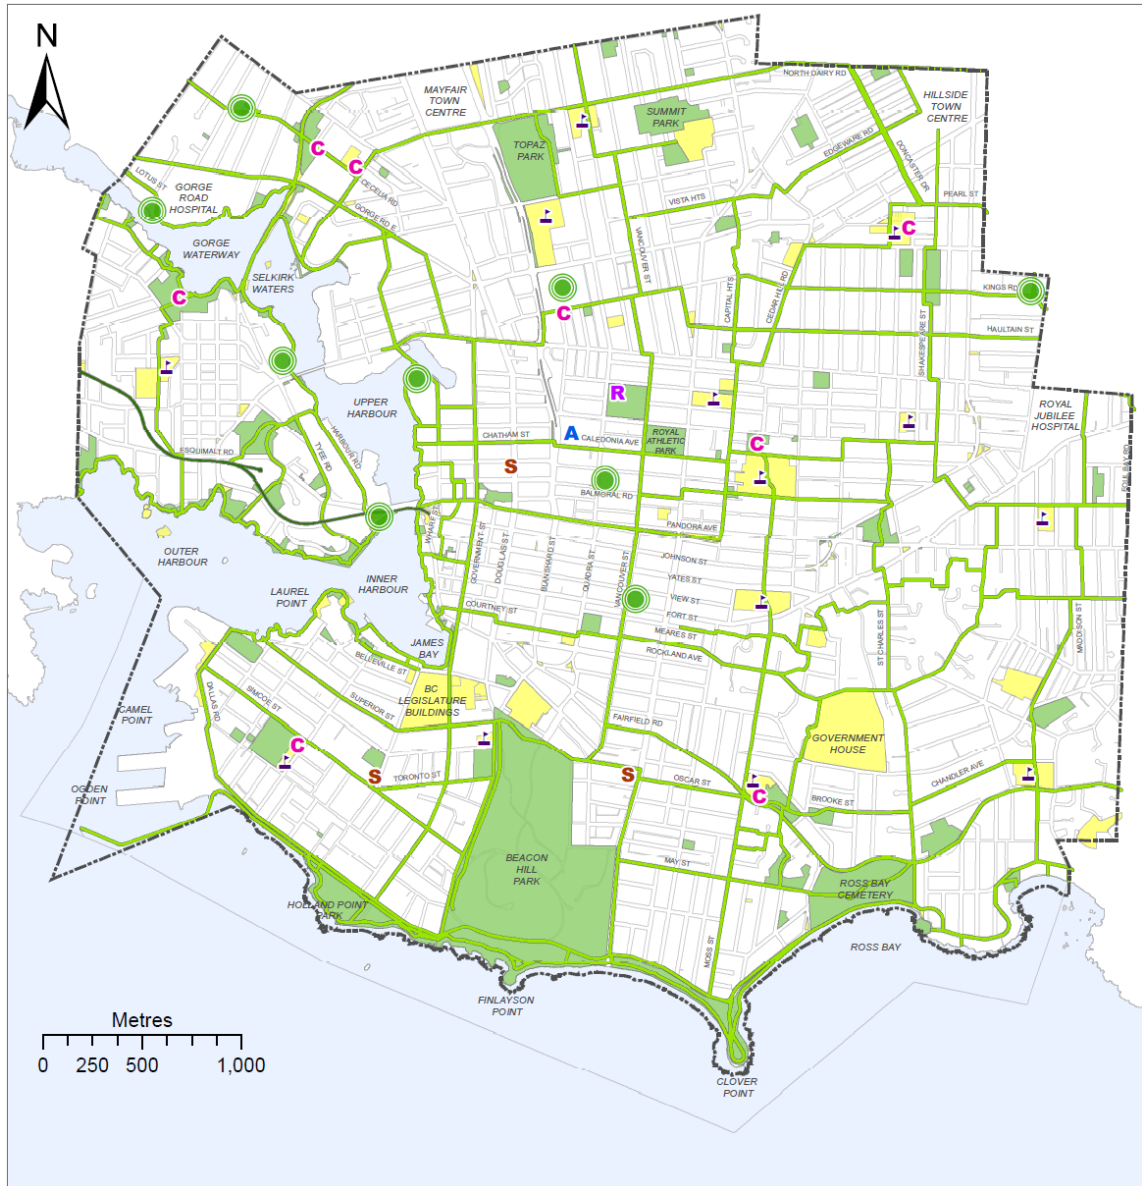 N
NORTH DAIRY RD
MAYFAIR
TOWN
CENTRE
HILLSIDE
TOWN
CENTRE
SUMMIT
PARK
TOPAZ
PARK
EDGEWARE RD
DONCASTER DR
C
C
LOTUS ST
GORGE
ROAD
HOSPITAL
CECELIA RD
GORGE RD E
VISTA HTS
PEARL ST
C
GORGE
WATERWAY
VANCOUVER ST
SELKIRK
WATERS
CAPITAL HTS
CEDAR HILL RD
KINGS RD
C
C
HAULTAIN ST
SHAKESPEARE ST
R
UPPER
HARBOUR
ROYAL
JUBILEE
HOSPITAL
CHATHAM ST
A
CALEDONIA AVE
ROYAL
ATHLETIC
PARK
C
ESQUIMALT RD
TYEE RD
HARBOUR RD
S
BALMORAL RD
FOUL BAY RD
WHARF ST
PANDORA AVE
OUTER
HARBOUR
GOVERNMENT ST
DOUGLAS ST
BLANSHARD ST
QUADRA ST
VANCOUVER ST
JOHNSON ST
YATES ST
VIEW ST
FORT ST
INNER
HARBOUR
LAUREL
POINT
COURTNEY ST
MEARES ST
ROCKLAND AVE
ST CHARLES ST
MADDISON ST
JAMES
BAY
BELLEVILLE ST
BC
LEGISLATURE
BUILDINGS
DALLAS RD
SIMCOE ST
SUPERIOR ST
CAMEL
POINT
FAIRFIELD RD
GOVERNMENT
HOUSE
C
S
TORONTO ST
S
OSCAR ST
CHANDLER AVE
C
BROOKE ST
OGDEN
POINT
BEACON
HILL
PARK
MAY ST
ROSS BAY
CEMETERY
HOLLAND POINT
PARK
MOSS ST
ROSS BAY
FINLAYSON
POINT
Metres
0 250 500 1,000
CLOVER
POINT